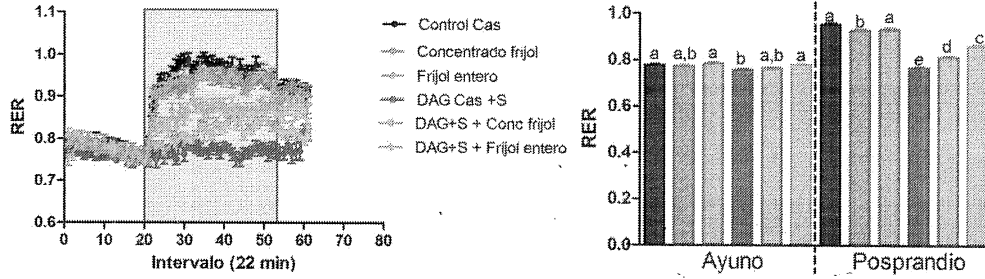 RER
1.1
1.0
0.9
0.8
0.7
0.6
0 10 20 30 40 50 60 70 80
Intervalo (22 min)
Control Cas
Concentrado frijol
Frijol entero
DAG Cas +S
DAG+S + Conc frijol
DAG+S + Frijol entero
RER
1.0
0.8
0.6
0.4
0.2
0.0
a a,b a b a,b a
a b a e d c
Ayuno Posprandio